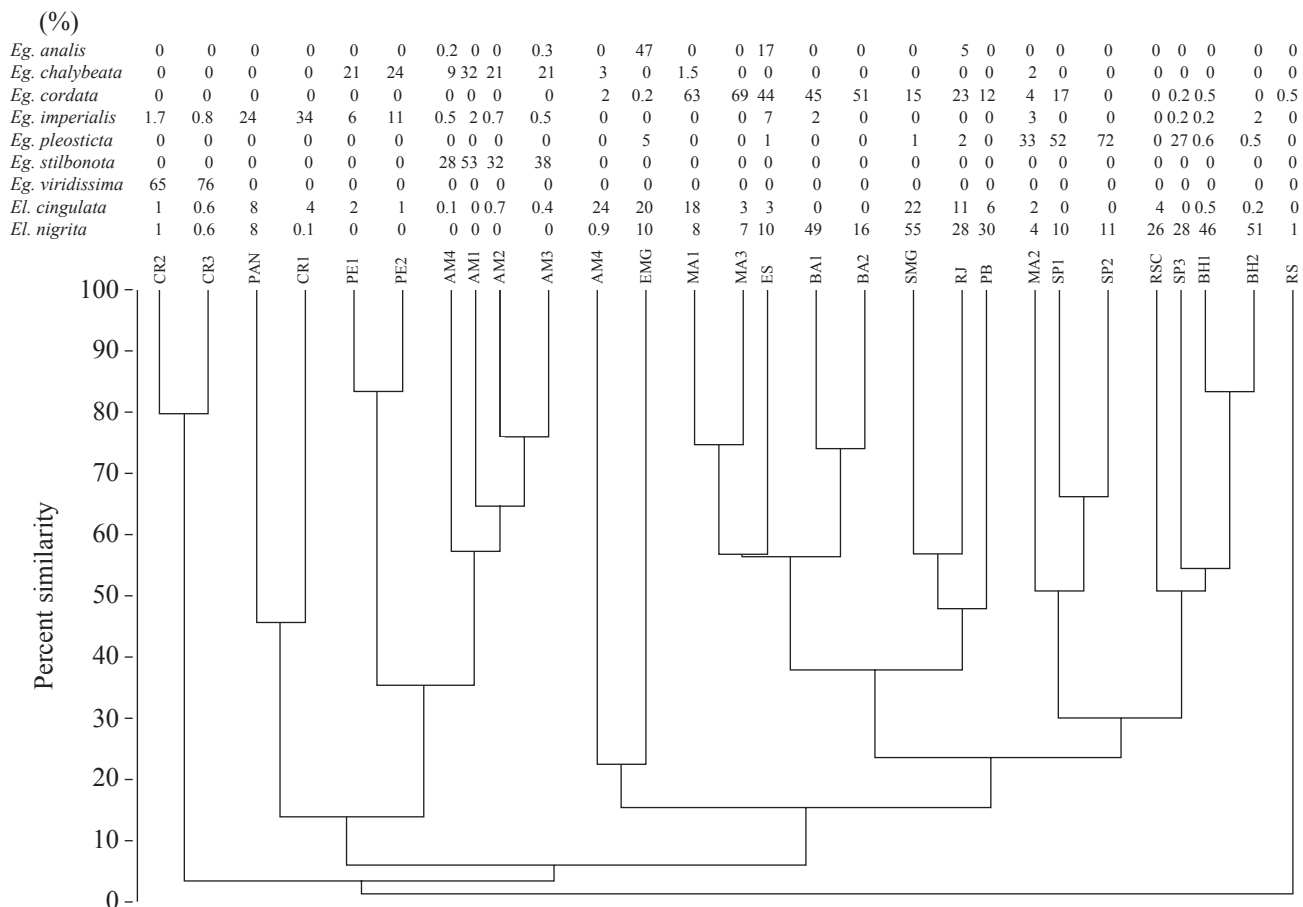 (%)
Eg. analis 0 0 0 0 0 0 0.2 0 0 0.3 0 47 0 0 17 0 0 0 5 0 0 0 0 0 0 0 0 0
Eg. chalybeata 0 0 0 0 21 24 9 32 21 21 3 0 1.5 0 0 0 0 0 0 0 2 0 0 0 0 0 0 0
Eg. cordata 0 0 0 0 0 0 0 0 0 0 2 0.2 63 69 44 45 51 15 23 12 4 17 0 0 0.2 0.5 0 0.5
Eg. imperialis 1.7 0.8 24 34 6 11 0.5 2 0.7 0.5 0 0 0 0 7 2 0 0 0 0 3 0 0 0 0.2 0.2 2 0
Eg. pleosticta 0 0 0 0 0 0 0 0 0 0 0 5 0 0 1 0 0 1 2 0 33 52 72 0 27 0.6 0.5 0
Eg. stilbonota 0 0 0 0 0 0 28 53 32 38 0 0 0 0 0 0 0 0 0 0 0 0 0 0 0 0 0 0
Eg. viridissima 65 76 0 0 0 0 0 0 0 0 0 0 0 0 0 0 0 0 0 0 0 0 0 0 0 0 0 0
El. cingulata 1 0.6 8 4 2 1 0.1 0 0.7 0.4 24 20 18 3 3 0 0 22 11 6 2 0 0 4 0 0.5 0.2 0
El. nigrita 1 0.6 8 0.1 0 0 0 0 0 0 0.9 10 8 7 10 49 16 55 28 30 4 10 11 26 28 46 51 1
CR2 CR3 PAN CR1 PE1 PE2 AM4 AM1 AM2 AM3 AM4 EMG MA1 MA3 ES BA1 BA2 SMG RJ PB MA2 SP1 SP2 RSC SP3 BH1 BH2 RS
100
90
80
70
60
50
40
30
20
10
0
Percent similarity